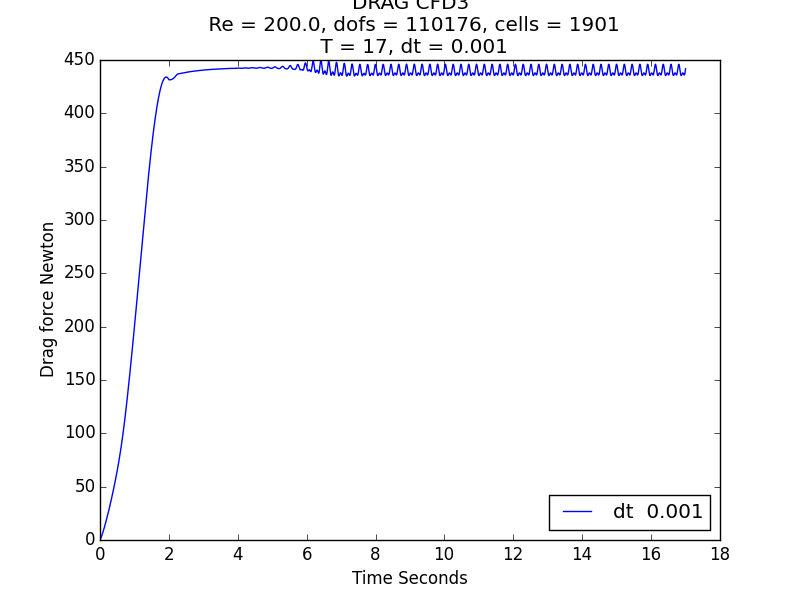 DRAG CFD3
Re = 200.0, dofs = 110176, cells = 1901
T = 17, dt = 0.001
450
400
350
300
250
200
150
100
50
0
Drag force Newton
0 2 4 6 8 10 12 14 16 18
Time Seconds
dt 0.001